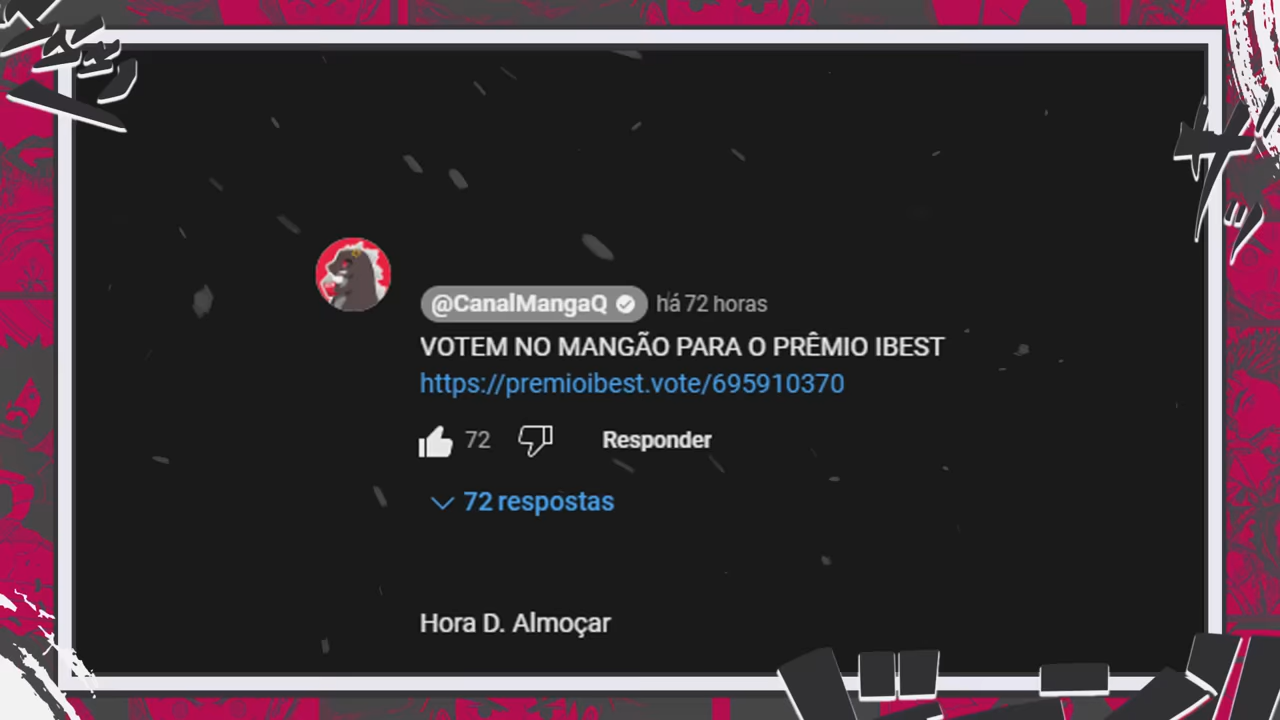 @CanalMangaQ há 72 horas
VOTEM NO MANGÃO PARA O PRÊMIO IBEST
https://premioibest.vote/695910370
72 Responder
72 respostas
Hora D. Almoçar